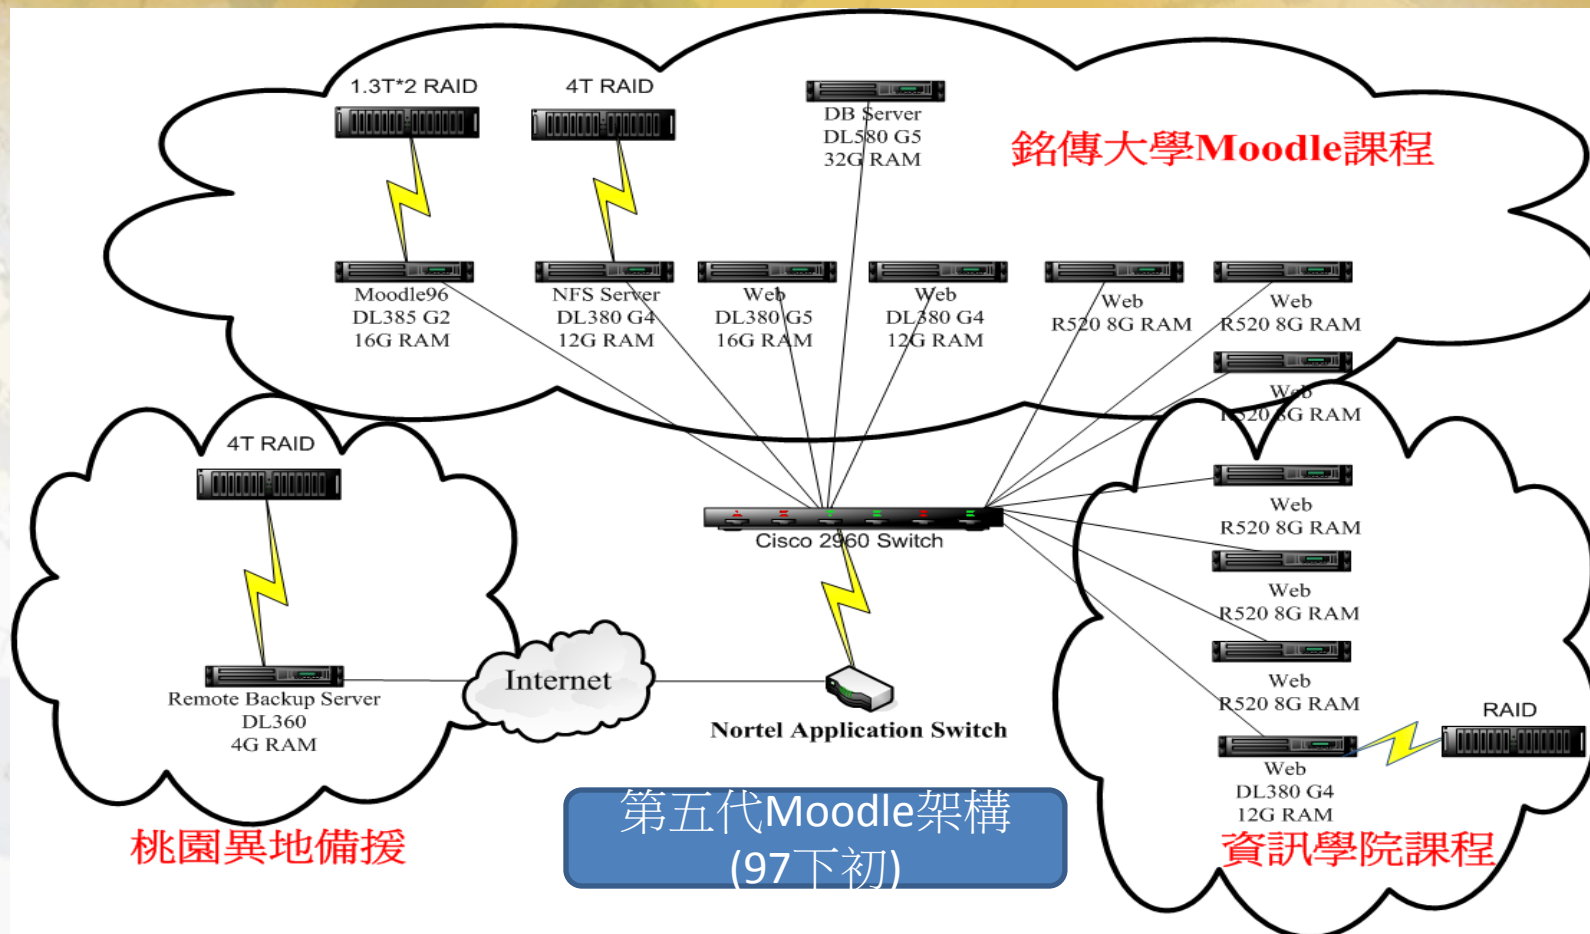 1.3T*2 RAID
4T RAID
DB Server
DL580 G5
32G RAM
銘傳大學Moodle課程
Moodle96
DL385 G2
16G RAM
NFS Server
DL380 G4
12G RAM
Web
DL380 G5
16G RAM
Web
DL380 G4
12G RAM
Web
R520 8G RAM
Web
R520 8G RAM
Web
R520 8G RAM
4T RAID
Remote Backup Server
DL360
4G RAM
桃園異地備援
Internet
Cisco 2960 Switch
Nortel Application Switch
Web
R520 8G RAM
Web
R520 8G RAM
Web
R520 8G RAM
RAID
Web
DL380 G4
12G RAM
資訊學院課程
第五代Moodle架構
(97下初)